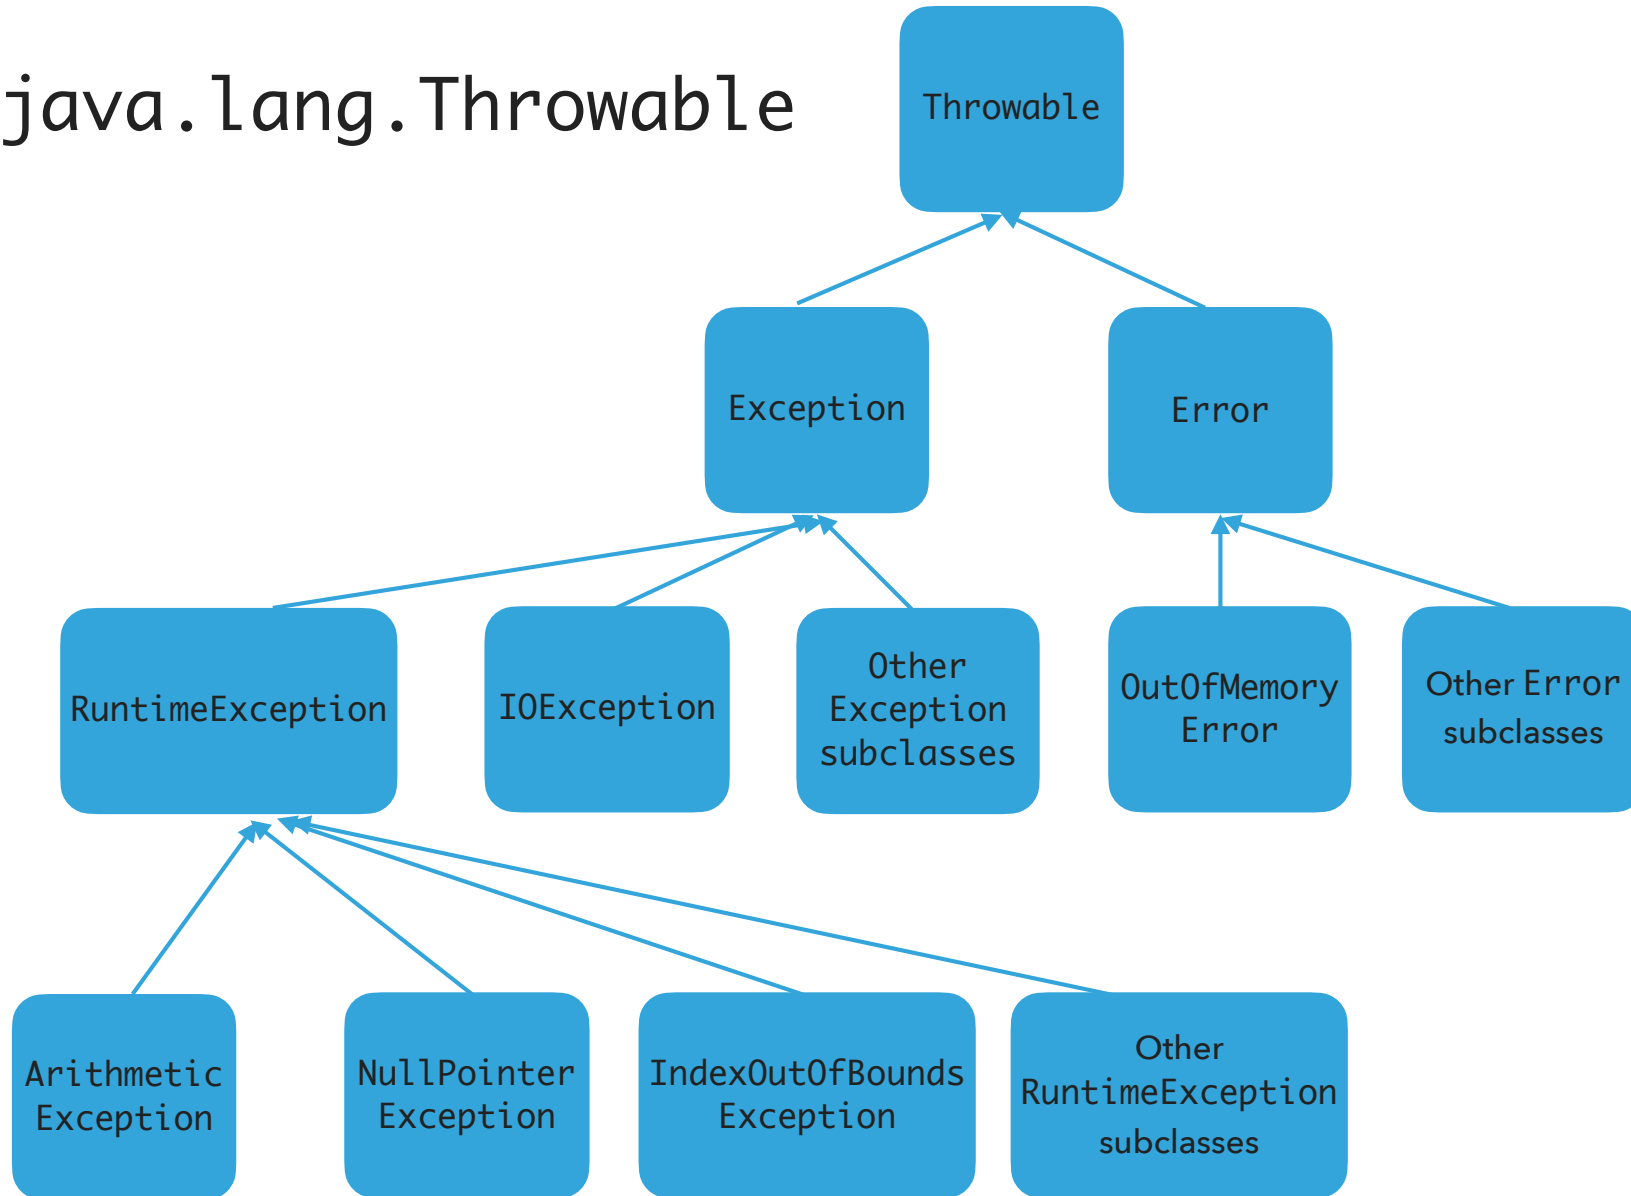 java.lang.Throwable
Throwable
Exception
Error
RuntimeException
IOException
Other
Exception
subclasses
OutOfMemory
Error
Other Error
subclasses
Arithmetic
Exception
NullPointer
Exception
IndexOutOfBounds
Exception
Other
RuntimeException
subclasses